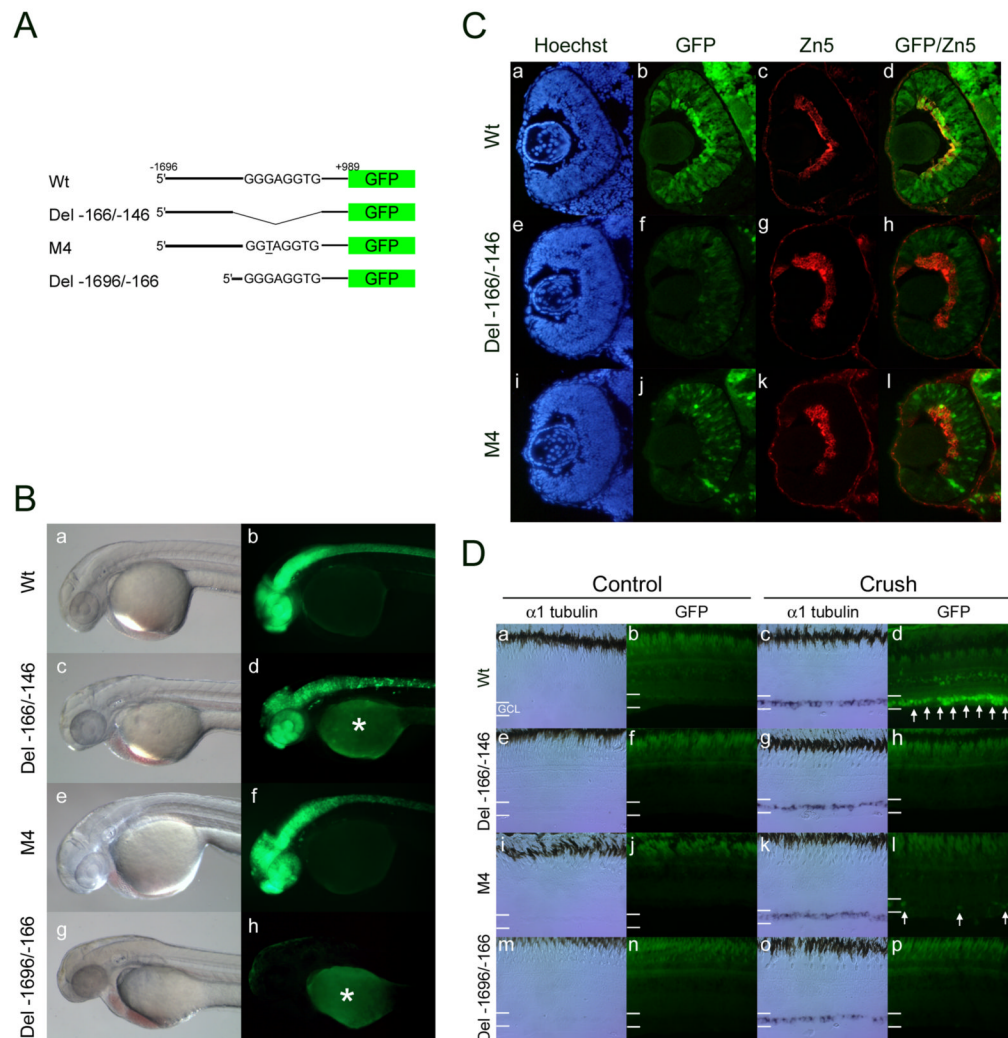 A
-1696
+989
Wt
5'
GGGAGGTG
GFP
Del -166/-146
5'
GFP
M4
5'
GGTAGGTG
GFP
Del -1696/-166
5'
GGGAGGTG
GFP
B
Wt
a
b
Del -166/-146
c
d
*
M4
e
f
Del -1696/-166
g
h
*
C
Hoechst
GFP
Zn5
GFP/Zn5
Wt
a
b
c
d
Del -166/-146
e
f
g
h
M4
i
j
k
l
D
Control
Crush
α1 tubulin
GFP
α1 tubulin
GFP
Wt
a
b
c
d
GCL
Del -166/-146
e
f
g
h
M4
i
j
k
l
Del -1696/-166
m
n
o
p